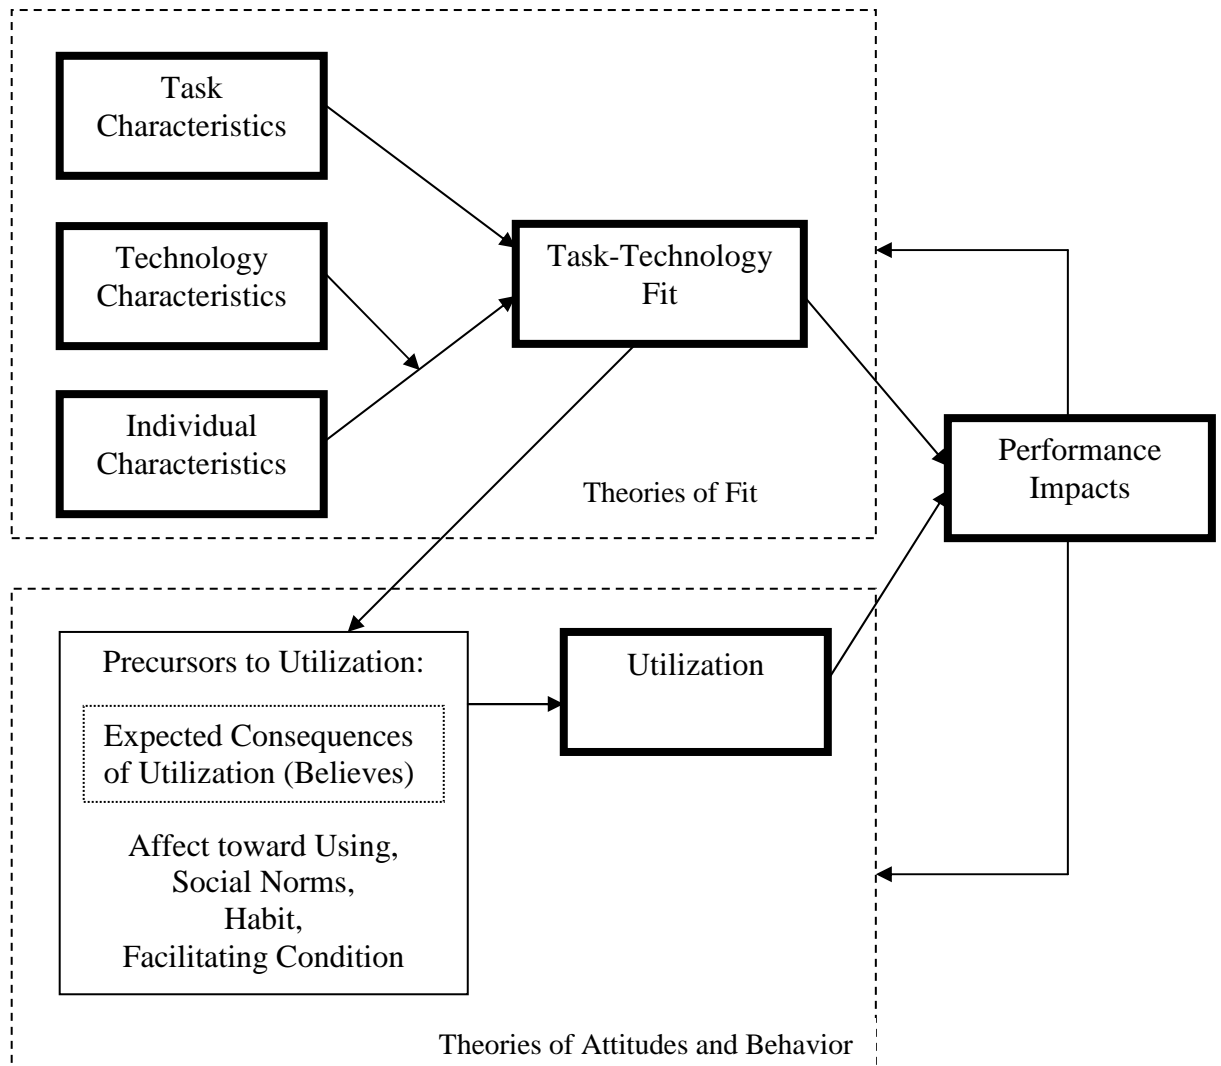 Task
Characteristics
Technology
Characteristics
Individual
Characteristics
Task-Technology
Fit
Theories of Fit
Performance
Impacts
Precursors to Utilization:
Expected Consequences
of Utilization (Believes)
Affect toward Using,
Social Norms,
Habit,
Facilitating Condition
Utilization
Theories of Attitudes and Behavior